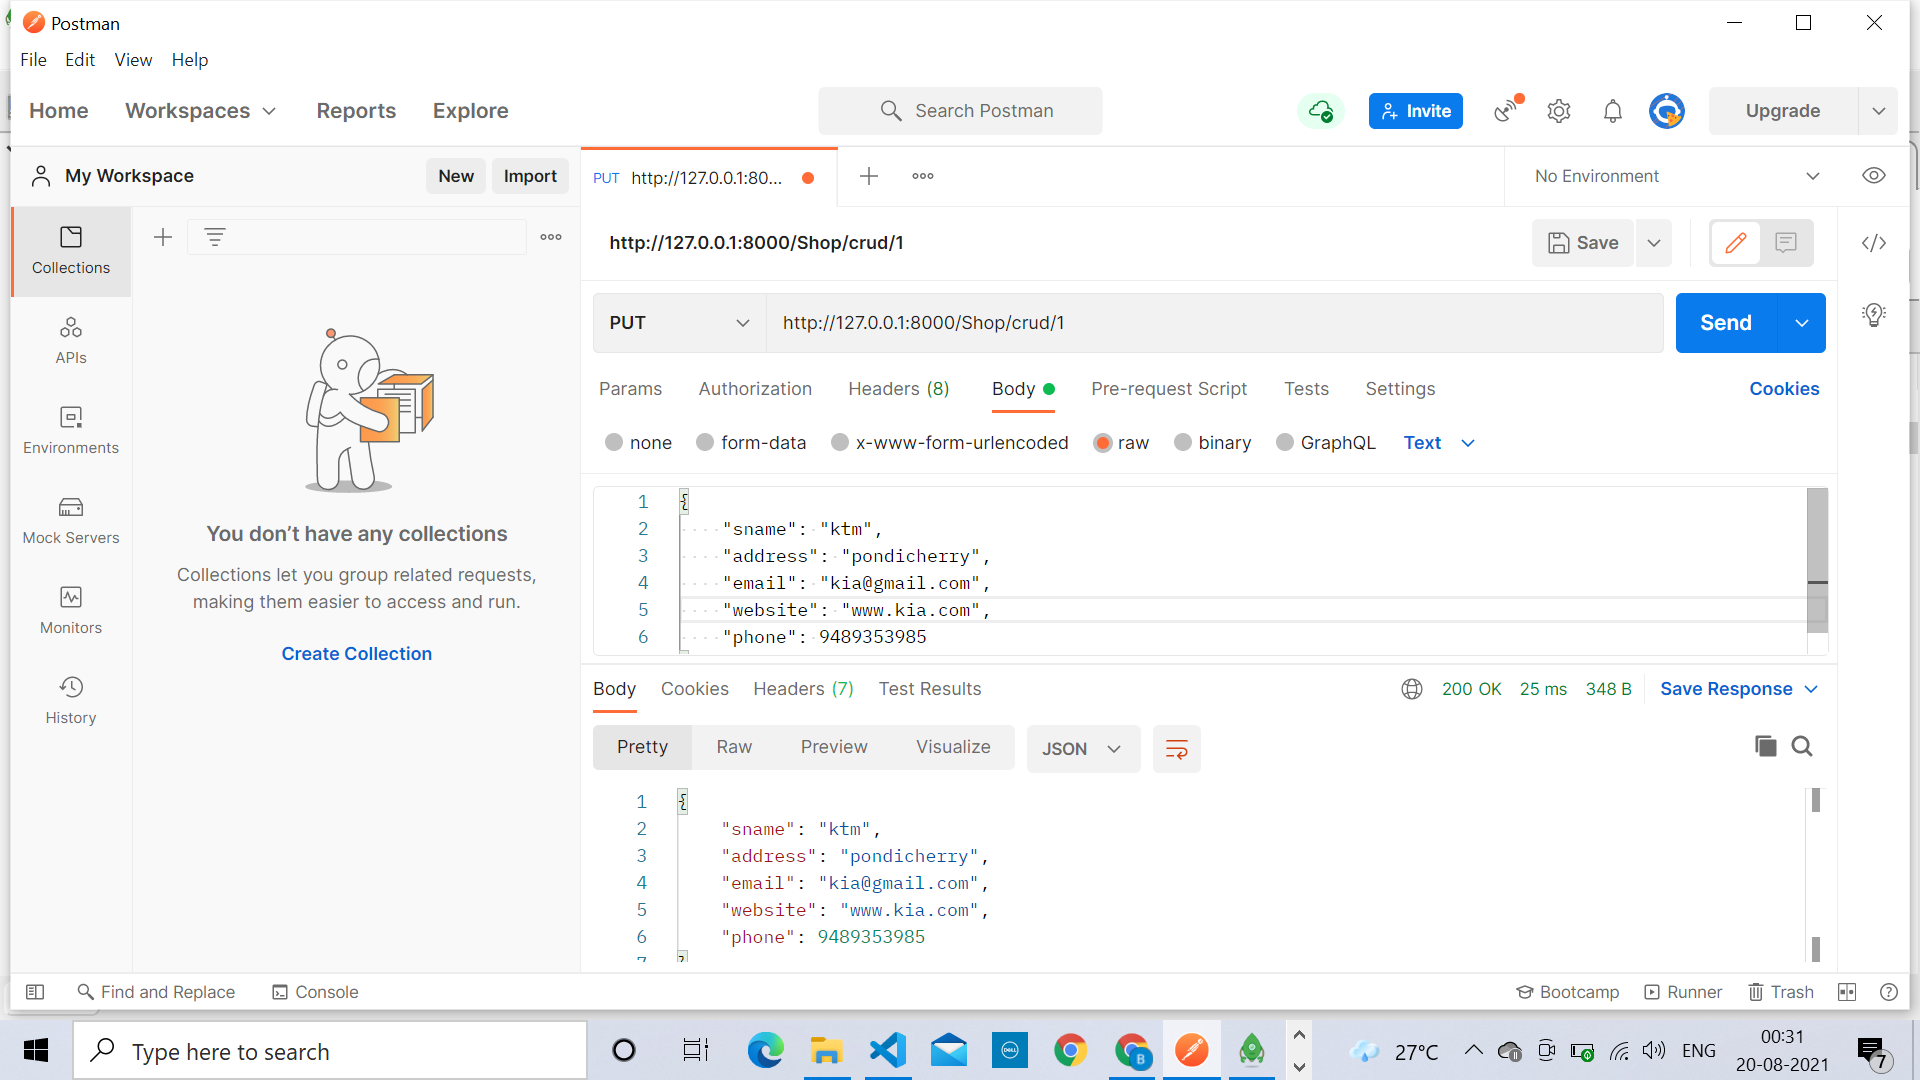 Postman
File Edit View Help
Home Workspaces Reports Explore
Search Postman
Invite
Upgrade
My Workspace
New Import
PUT http://127.0.0.1:80...
No Environment
Collections
APIs
Environments
Mock Servers
Monitors
History
You don’t have any collections
Collections let you group related requests,
making them easier to access and run.
Create Collection
http://127.0.0.1:8000/Shop/crud/1
Save
PUT http://127.0.0.1:8000/Shop/crud/1
Send
Params Authorization Headers (8) Body Pre-request Script Tests Settings Cookies
none form-data x-www-form-urlencoded raw binary GraphQL Text
1 {
2 "sname": "ktm",
3 "address": "pondicherry",
4 "email": "kia@gmail.com",
5 "website": "www.kia.com",
6 "phone": 9489353985
Body Cookies Headers (7) Test Results 200 OK 25 ms 348 B Save Response
Pretty Raw Preview Visualize JSON
1 {
2 "sname": "ktm",
3 "address": "pondicherry",
4 "email": "kia@gmail.com",
5 "website": "www.kia.com",
6 "phone": 9489353985
7 }
Find and Replace Console Bootcamp Runner Trash
Type here to search
DELL
B
27°C
ENG
00:31
20-08-2021
7